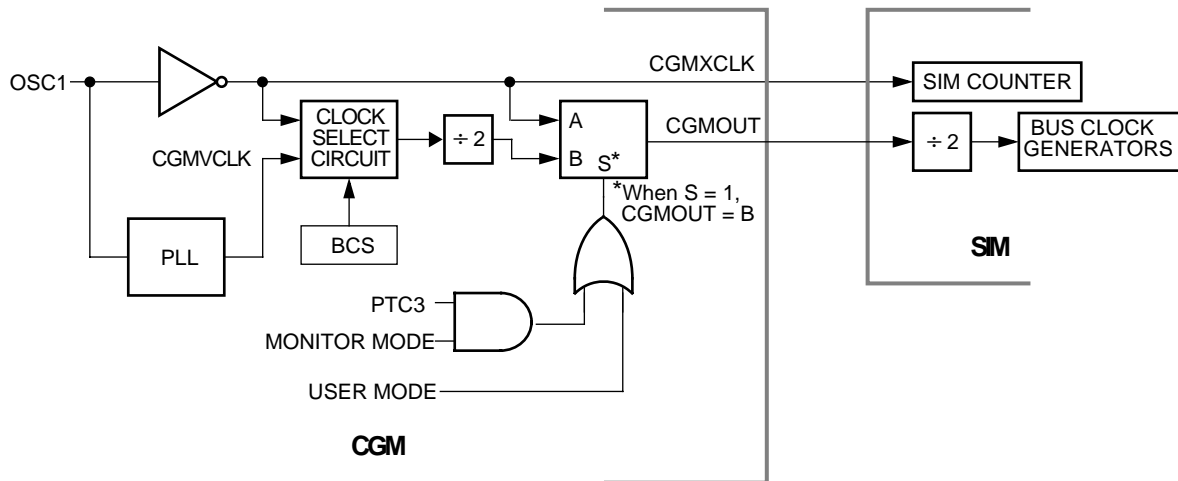 OSC1
CGMXCLK
SIM COUNTER
CLOCK
SELECT
CIRCUIT
÷ 2
A
B S*
CGMOUT
÷ 2
BUS CLOCK
GENERATORS
CGMVCLK
*When S = 1,
CGMOUT = B
PLL
BCS
SIM
PTC3
MONITOR MODE
USER MODE
CGM